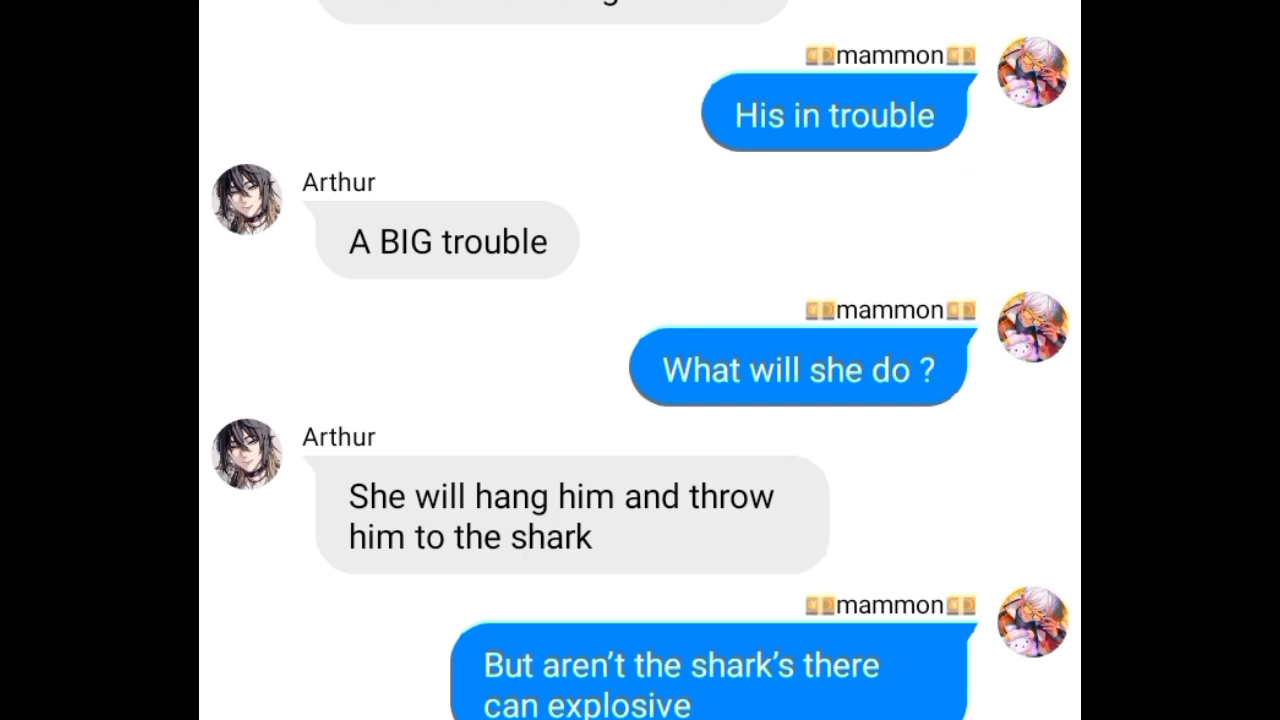 💴mammon💴
His in trouble
Arthur
A BIG trouble
💴mammon💴
What will she do ?
Arthur
She will hang him and throw
him to the shark
💴mammon💴
But aren’t the shark’s there
can explosive